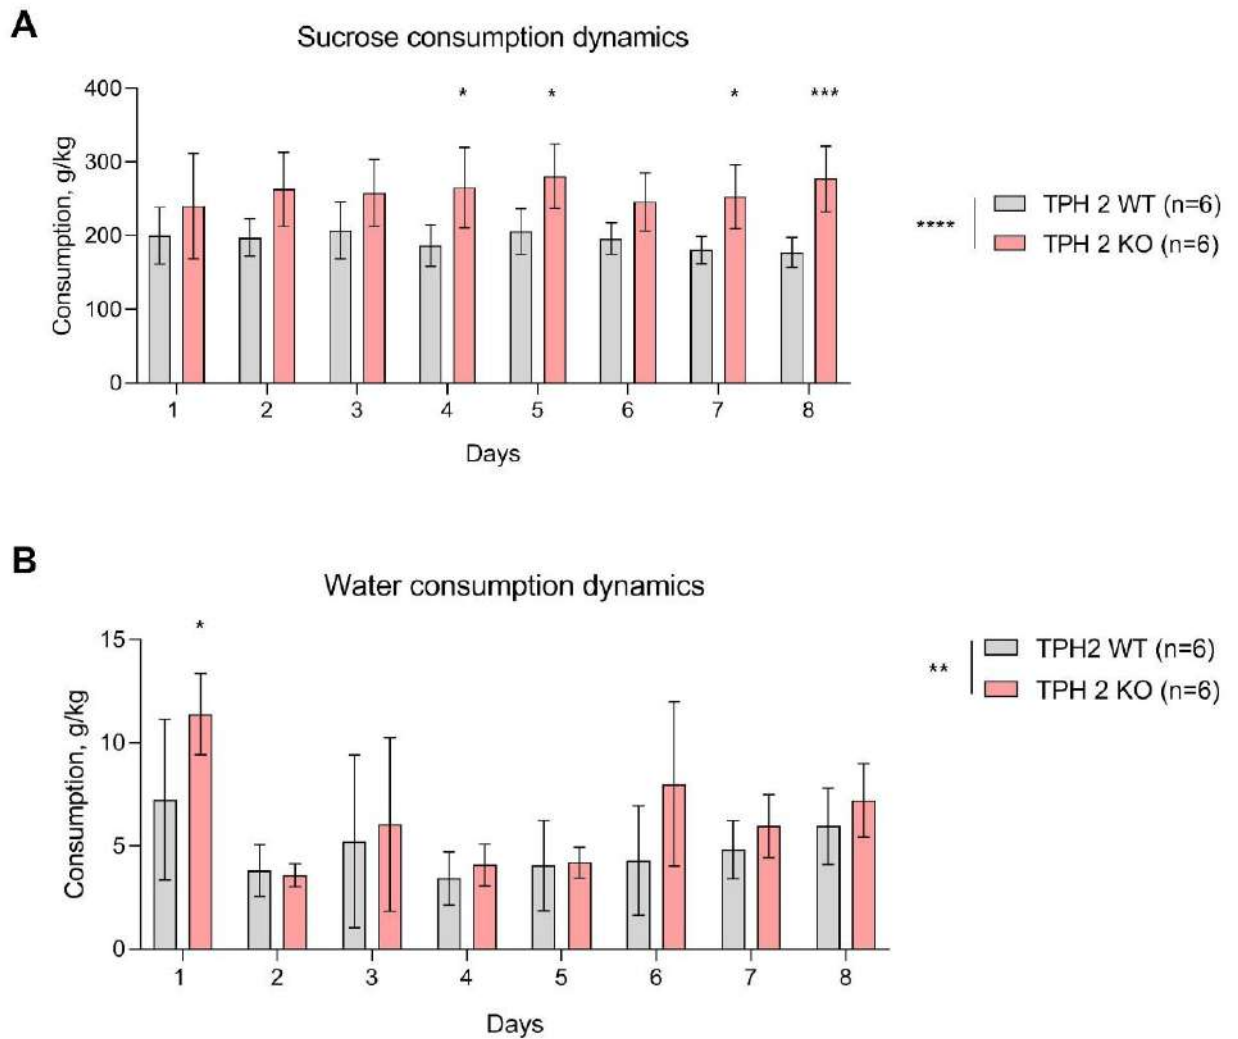 A
Sucrose consumption dynamics
400
300
200
100
0
Consumption, g/kg
* * * ***
1 2 3 4 5 6 7 8
Days
****
TPH 2 WT (n=6)
TPH 2 KO (n=6)
B
Water consumption dynamics
15
10
5
0
Consumption, g/kg
*
1 2 3 4 5 6 7 8
Days
**
TPH2 WT (n=6)
TPH 2 KO (n=6)